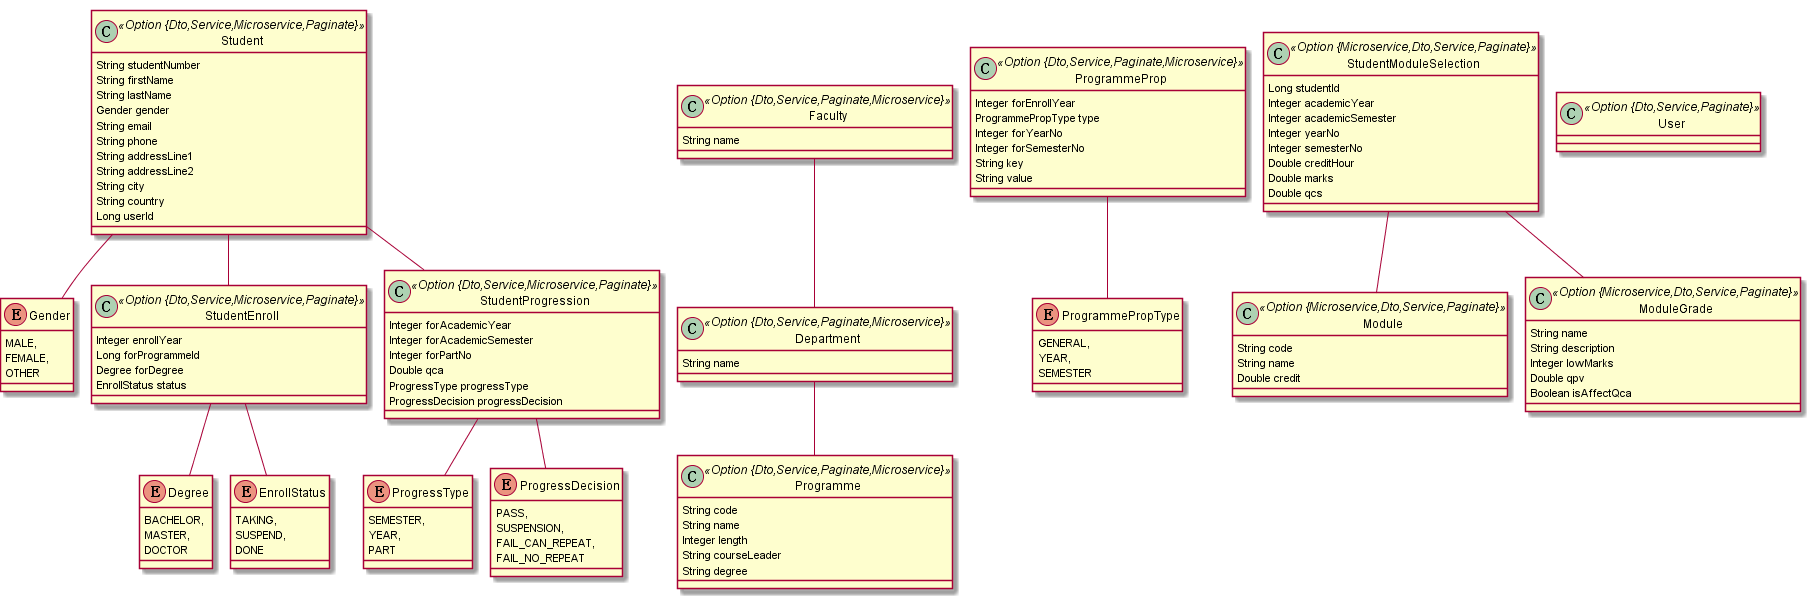 C «Option {Dto,Service,Microservice,Paginate}»
Student
String studentNumber
String firstName
String lastName
Gender gender
String email
String phone
String addressLine1
String addressLine2
String city
String country
Long userId
C «Option {Dto,Service,Paginate,Microservice}»
Faculty
String name
C «Option {Dto,Service,Paginate,Microservice}»
ProgrammeProp
Integer forEnrollYear
ProgrammePropType type
Integer forYearNo
Integer forSemesterNo
String key
String value
C «Option {Microservice,Dto,Service,Paginate}»
StudentModuleSelection
Long studentId
Integer academicYear
Integer academicSemester
Integer yearNo
Integer semesterNo
Double creditHour
Double marks
Double qcs
C «Option {Dto,Service,Paginate}»
User
E Gender
MALE,
FEMALE,
OTHER
C «Option {Dto,Service,Microservice,Paginate}»
StudentEnroll
Integer enrollYear
Long forProgrammeId
Degree forDegree
EnrollStatus status
C «Option {Dto,Service,Microservice,Paginate}»
StudentProgression
Integer forAcademicYear
Integer forAcademicSemester
Integer forPartNo
Double qca
ProgressType progressType
ProgressDecision progressDecision
C «Option {Dto,Service,Paginate,Microservice}»
Department
String name
E ProgrammePropType
GENERAL,
YEAR,
SEMESTER
C «Option {Microservice,Dto,Service,Paginate}»
Module
String code
String name
Double credit
C «Option {Microservice,Dto,Service,Paginate}»
ModuleGrade
String name
String description
Integer lowMarks
Double qpv
Boolean isAffectQca
E Degree
BACHELOR,
MASTER,
DOCTOR
E EnrollStatus
TAKING,
SUSPEND,
DONE
E ProgressType
SEMESTER,
YEAR,
PART
E ProgressDecision
PASS,
SUSPENSION,
FAIL_CAN_REPEAT,
FAIL_NO_REPEAT
C «Option {Dto,Service,Paginate,Microservice}»
Programme
String code
String name
Integer length
String courseLeader
String degree